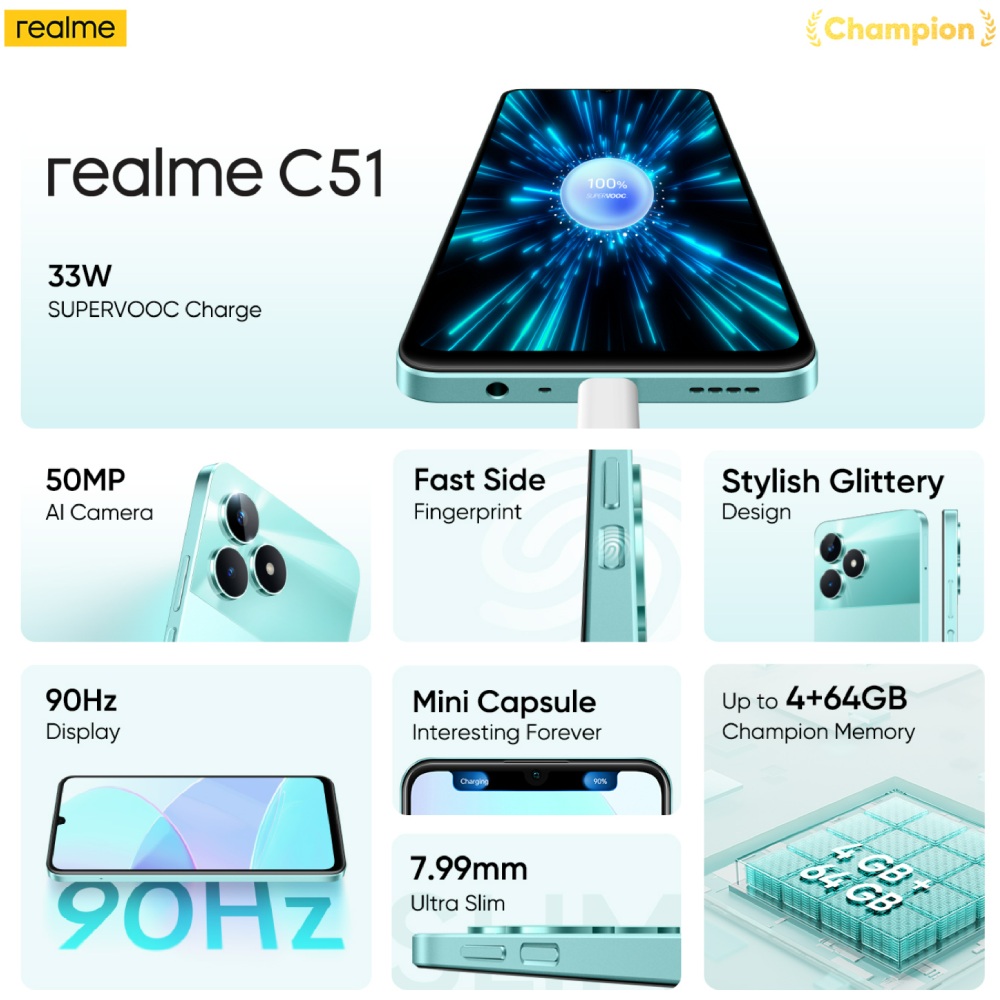 realme
Champion
realme C51
33W
SUPERVOOC Charge
100%
SUPERVOOC
50MP
AI Camera
Fast Side
Fingerprint
Stylish Glittery
Design
90Hz
Display
90Hz
Mini Capsule
Interesting Forever
Charging
90%
7.99mm
Ultra Slim
SLIM
Up to 4+64GB
Champion Memory
4 GB+
64 GB